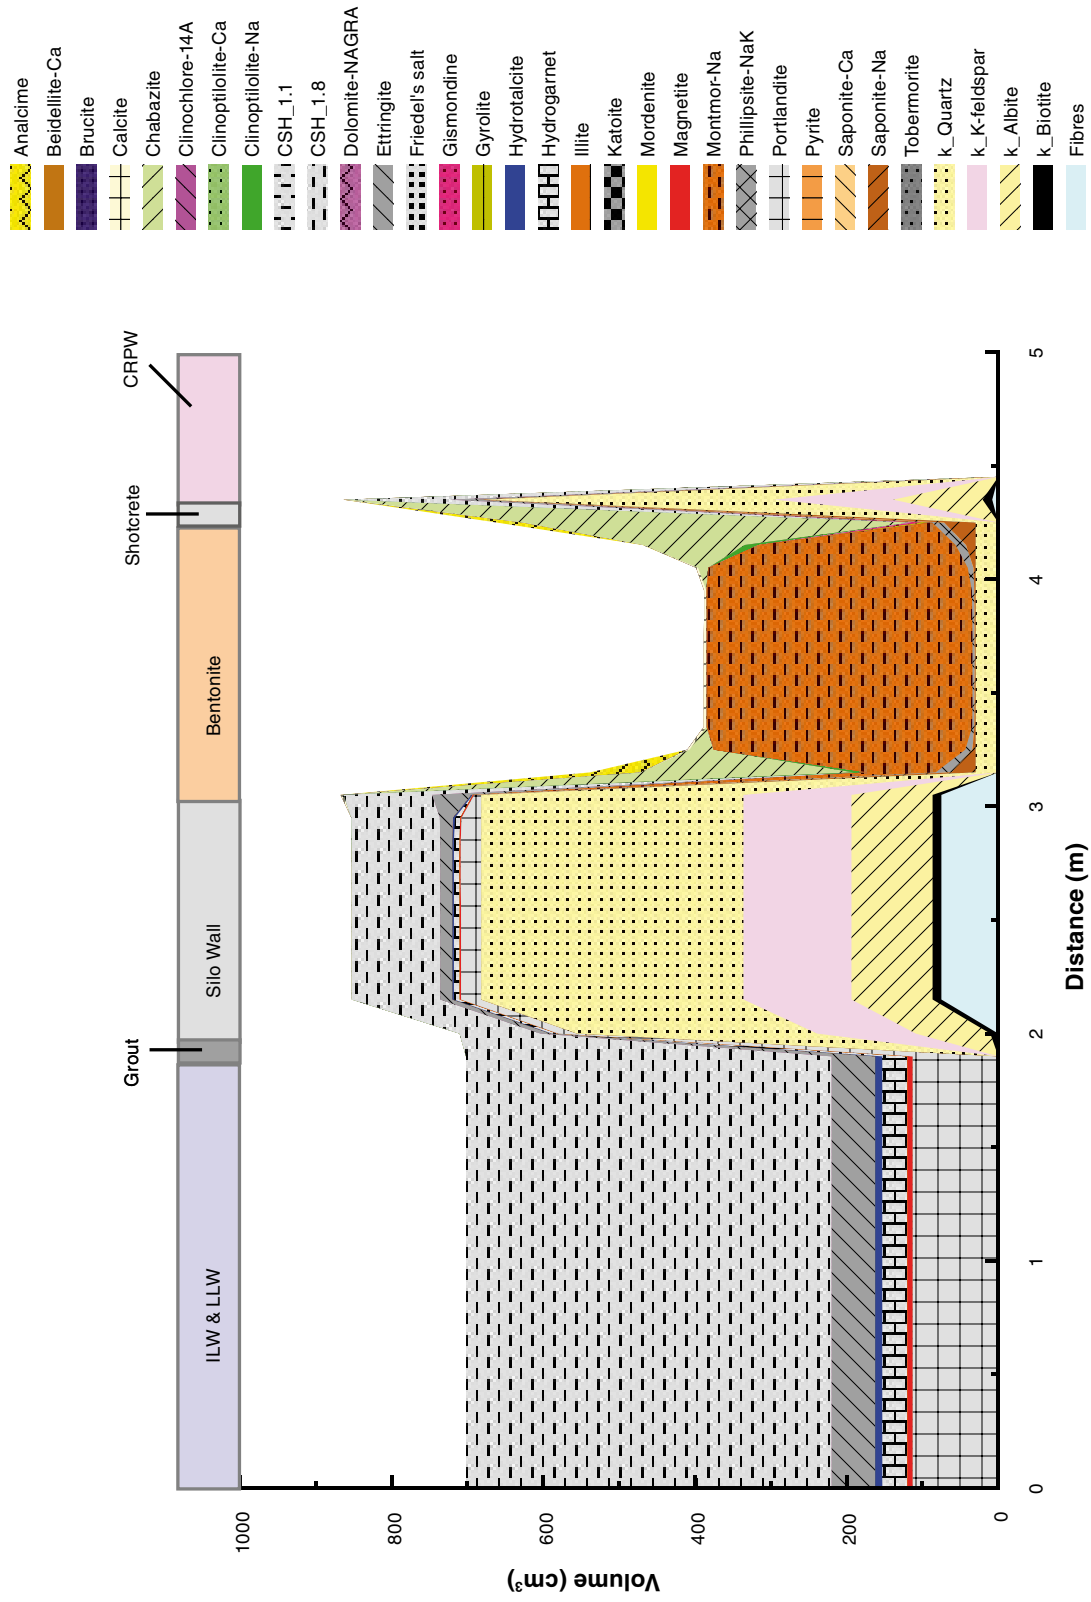 Grout
Shotcrete
CRPW
ILW & LLW
Silo Wall
Bentonite
1000
800
600
400
200
0
Volume (cm³)
0
1
2
3
4
5
Distance (m)
Analcime
Beidellite-Ca
Brucite
Calcite
Chabazite
Clinochlore-14A
Clinoptilolite-Ca
Clinoptilolite-Na
CSH_1.1
CSH_1.8
Dolomite-NAGRA
Ettringite
Friedel's salt
Gismondine
Gyrolite
Hydrotalcite
Hydrogarnet
Illite
Katoite
Mordenite
Magnetite
Montmor-Na
Phillipsite-NaK
Portlandite
Pyrite
Saponite-Ca
Saponite-Na
Tobermorite
k_Quartz
k_K-feldspar
k_Albite
k_Biotite
Fibres